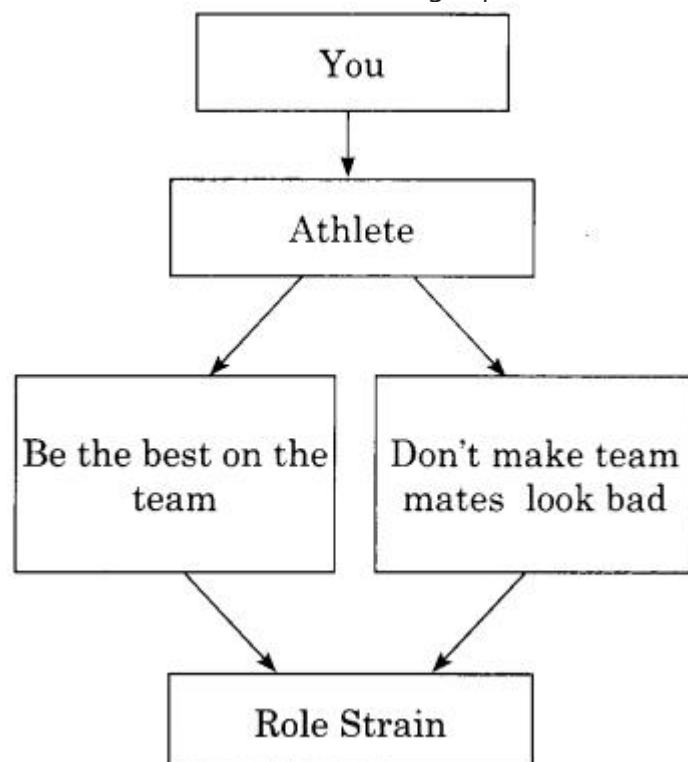 You
Athlete
Be the best on the
team
Don't make team
mates look bad
Role Strain